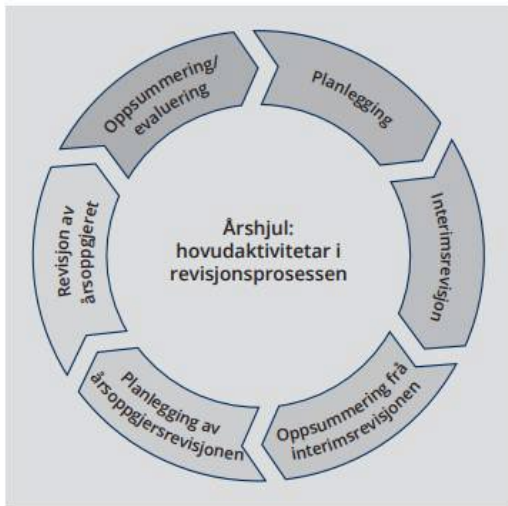 Årshjul:
hovudaktivitetar i
revisjonsprosessen
Planlegging
Interimsrevisjon
Oppsummering frå
interimsrevisjonen
Planlegging av
årsoppgjersrevisjonen
Revisjon av
årsoppgjeret
Oppsummering/
evaluering